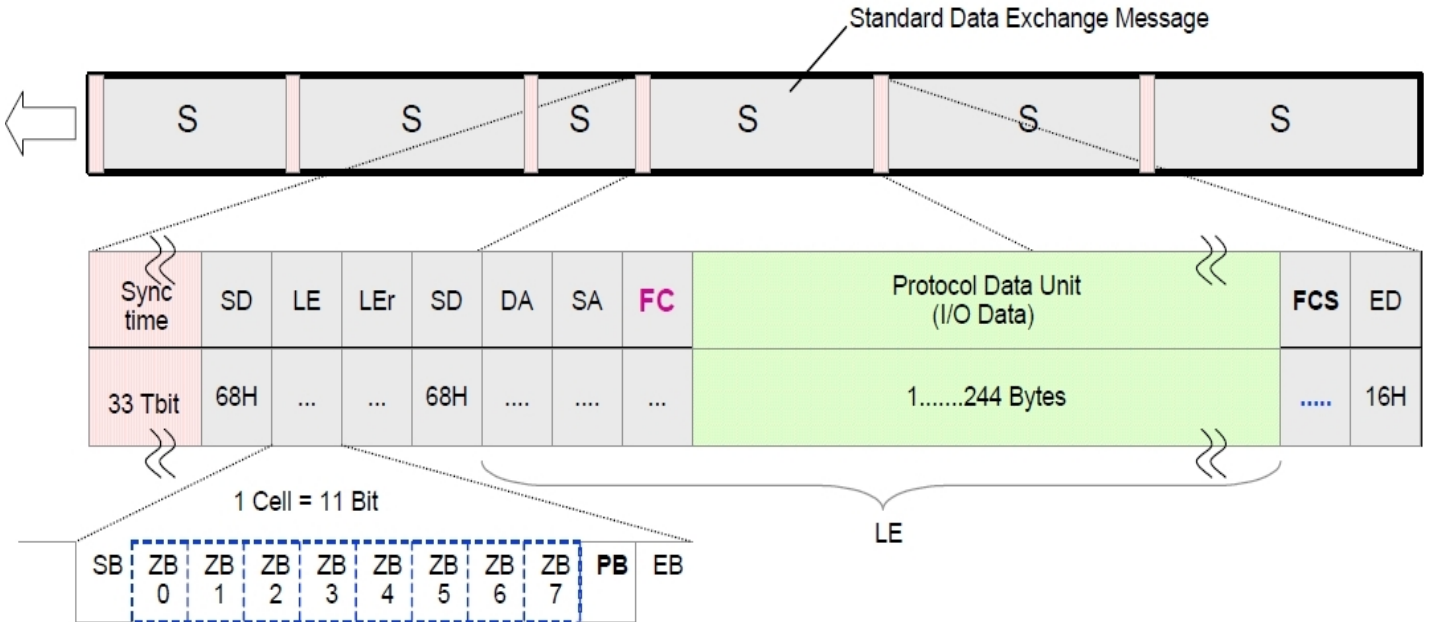 Standard Data Exchange Message
S S S S S S
Sync time SD LE LEr SD DA SA FC Protocol Data Unit (I/O Data) FCS ED
33 Tbit 68H ... ... 68H .... .... ... 1.......244 Bytes ..... 16H
1 Cell = 11 Bit
LE
SB ZB 0 ZB 1 ZB 2 ZB 3 ZB 4 ZB 5 ZB 6 ZB 7 PB EB